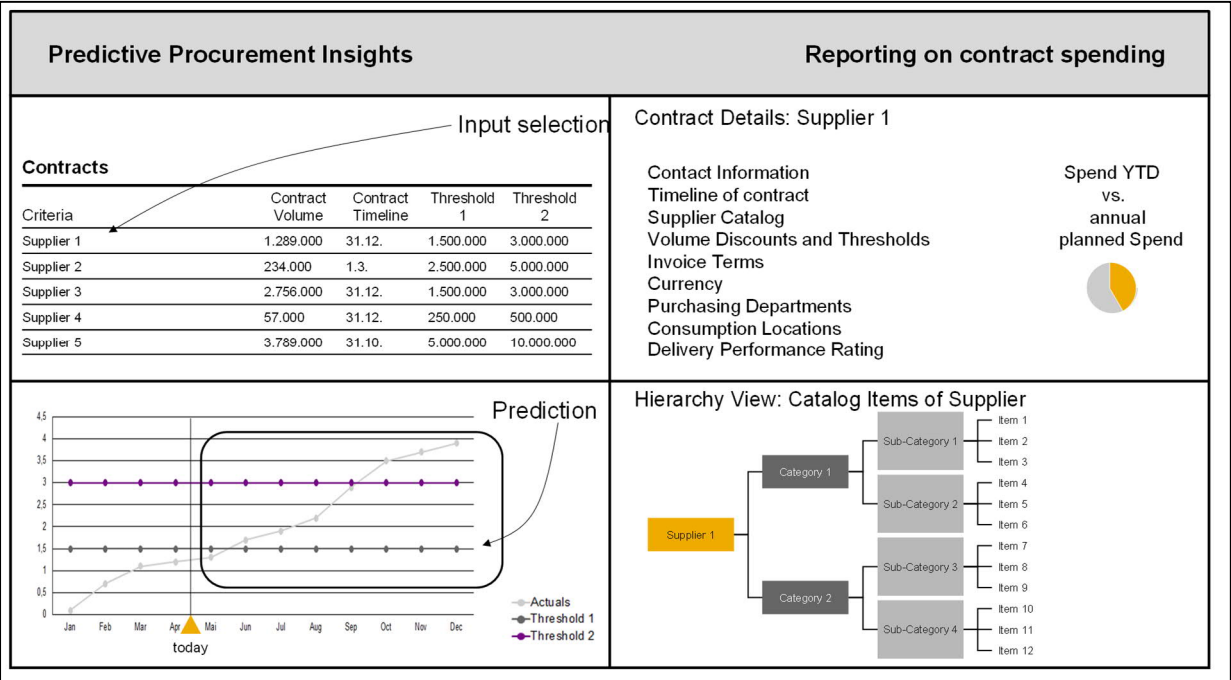 Predictive Procurement Insights
Reporting on contract spending
Input selection
Contracts
Criteria Contract Volume Contract Timeline Threshold 1 Threshold 2
Supplier 1 1.289.000 31.12. 1.500.000 3.000.000
Supplier 2 234.000 1.3. 2.500.000 5.000.000
Supplier 3 2.756.000 31.12. 1.500.000 3.000.000
Supplier 4 57.000 31.12. 250.000 500.000
Supplier 5 3.789.000 31.10. 5.000.000 10.000.000
Contract Details: Supplier 1
Contact Information
Timeline of contract
Supplier Catalog
Volume Discounts and Thresholds
Invoice Terms
Currency
Purchasing Departments
Consumption Locations
Delivery Performance Rating
Spend YTD
vs.
annual
planned Spend
Prediction
4,5
4
3,5
3
2,5
2
1,5
1
0,5
0
Jan Feb Mar Apr Mai Jun Jul Aug Sep Oct Nov Dec
today
Actuals
Threshold 1
Threshold 2
Hierarchy View: Catalog Items of Supplier
Supplier 1
Category 1
Category 2
Sub-Category 1
Sub-Category 2
Sub-Category 3
Sub-Category 4
Item 1
Item 2
Item 3
Item 4
Item 5
Item 6
Item 7
Item 8
Item 9
Item 10
Item 11
Item 12